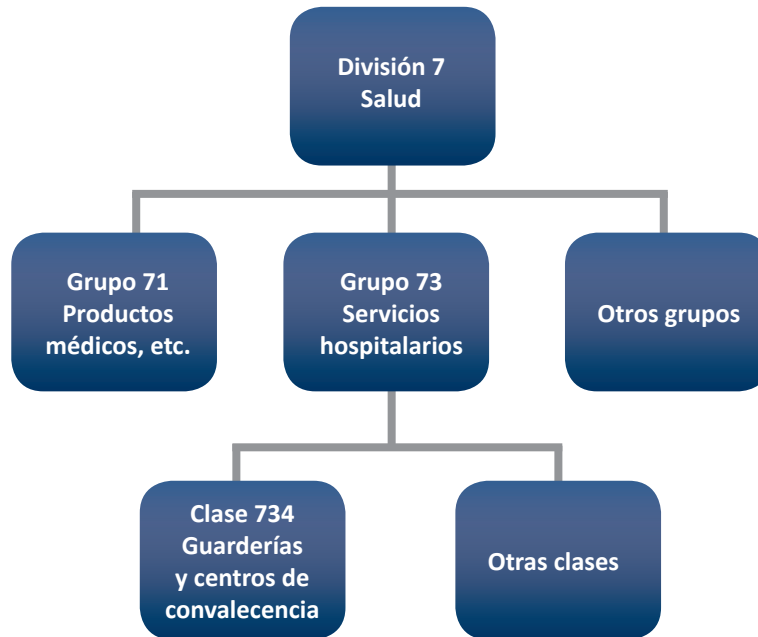 División 7
Salud
Grupo 71
Productos
médicos, etc.
Grupo 73
Servicios
hospitalarios
Otros grupos
Clase 734
Guarderías
y centros de
convalecencia
Otras clases